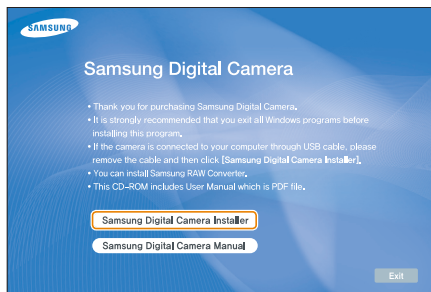 SAMSUNG
Samsung Digital Camera
• Thank you for purchasing Samsung Digital Camera.
• It is strongly recommended that you exit all Windows programs before
installing this program.
• If the camera is connected to your computer through USB cable, please
remove the cable and then click [Samsung Digital Camera Installer].
• You can install Samsung RAW Converter.
• This CD-ROM includes User Manual which is PDF file.
Samsung Digital Camera Installer
Samsung Digital Camera Manual
Exit